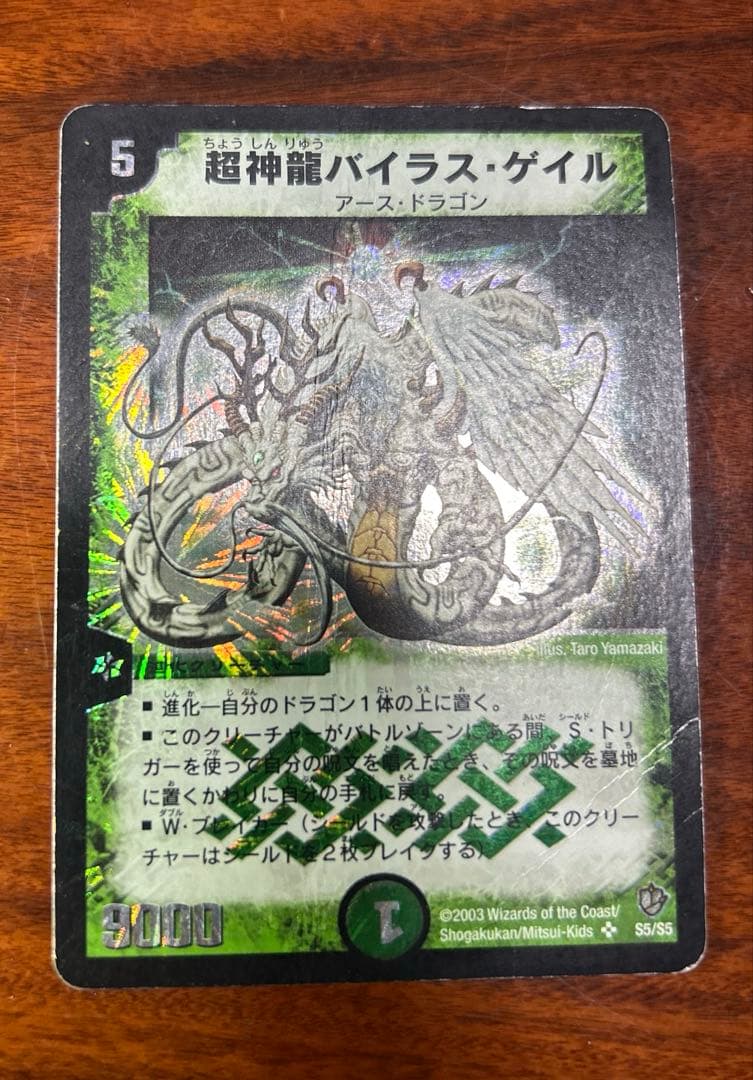 5
ちょう しん りゅう
超神龍バイラス・ゲイル
アース・ドラゴン
illus. Taro Yamazaki
進化クリーチャー
■ 進化―自分のドラゴン1体の上に置く。
■ このクリーチャーがバトルゾーンにある間、S・トリ
ガーを使って自分の呪文を唱えたとき、その呪文を墓地
に置くかわりに自分の手札に戻す。
■ W・ブレイカー(シールドを攻撃したとき、このクリー
チャーはシールドを2枚ブレイクする)
9000
1
©2003 Wizards of the Coast/
Shogakukan/Mitsui-Kids
S5/S5